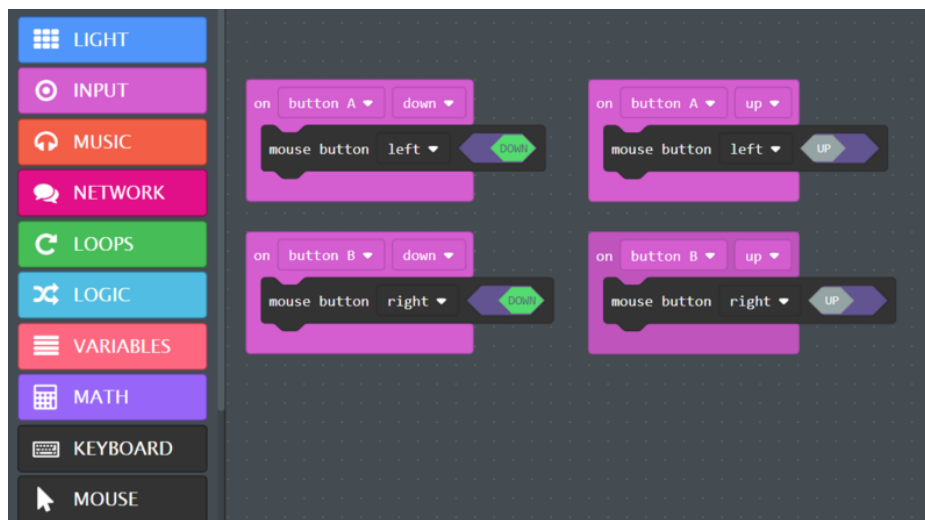 LIGHT
INPUT
MUSIC
NETWORK
LOOPS
LOGIC
VARIABLES
MATH
KEYBOARD
MOUSE
on button A down
mouse button left DOWN
on button A up
mouse button left UP
on button B down
mouse button right DOWN
on button B up
mouse button right UP